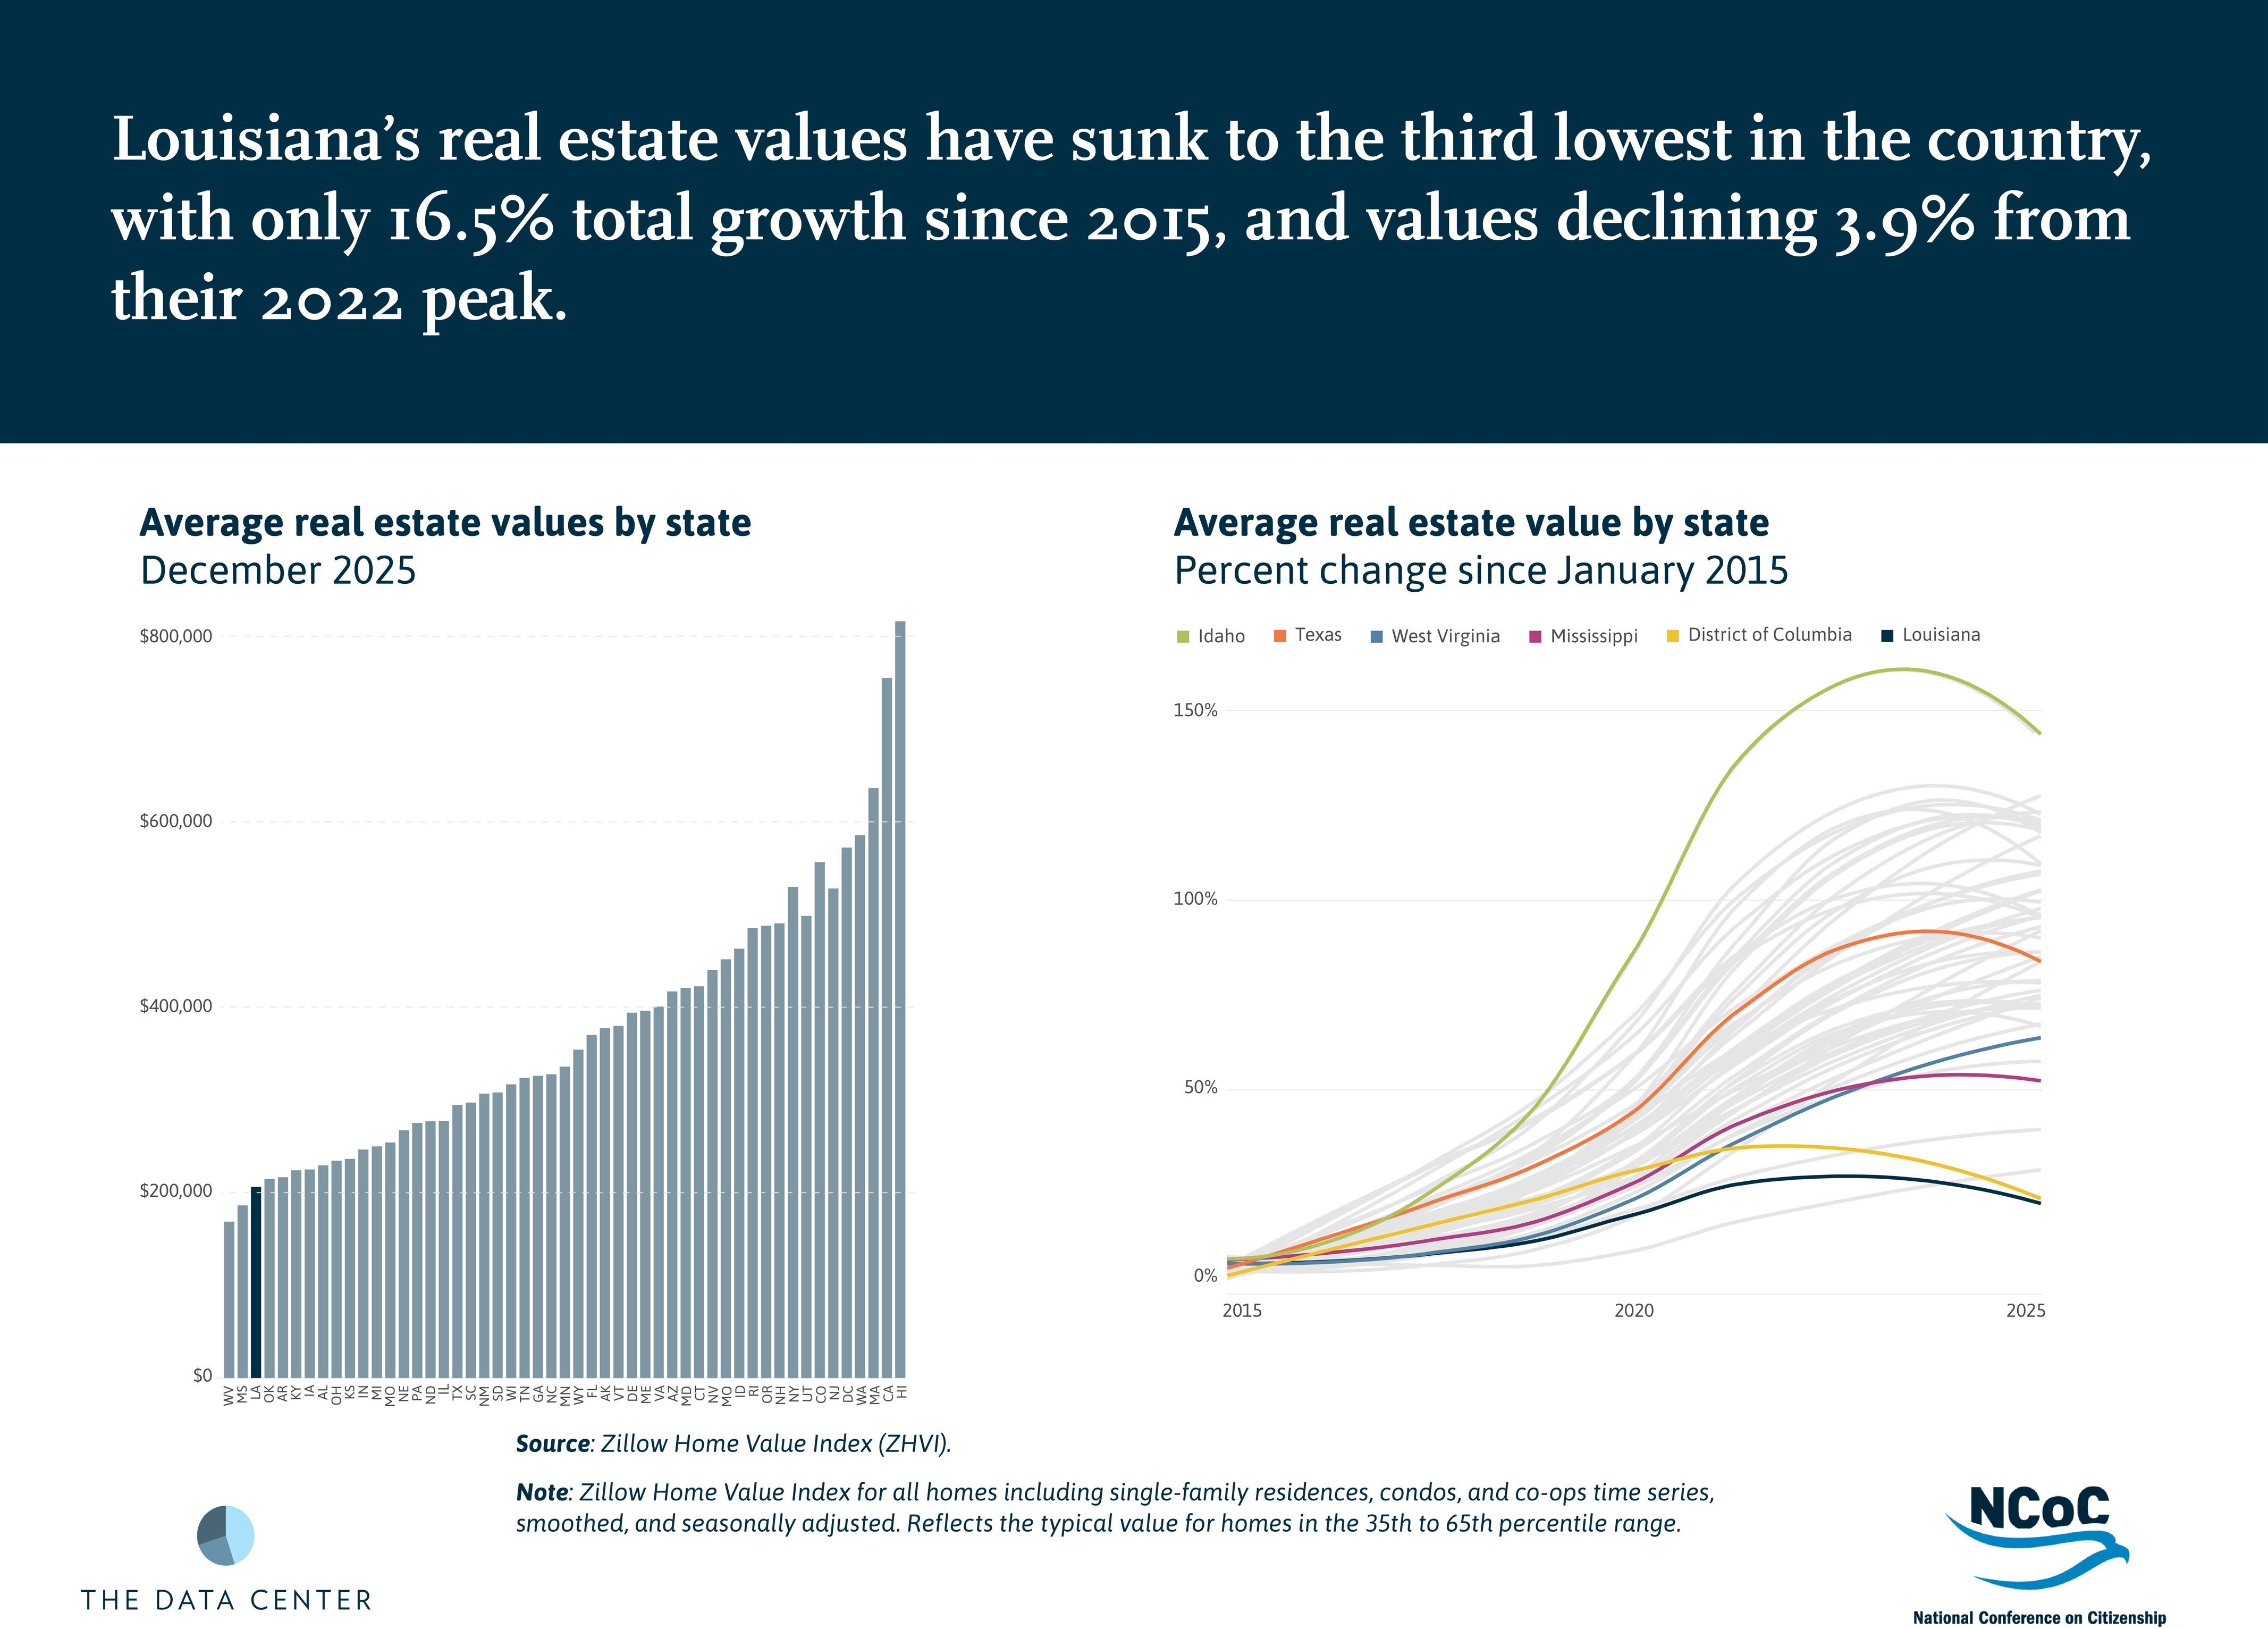 Louisiana’s real estate values have sunk to the third lowest in the country,
with only 16.5% total growth since 2015, and values declining 3.9% from
their 2022 peak.
Average real estate values by state
December 2025
$800,000
$600,000
$400,000
$200,000
$0
WV MS LA OK AR KY IA AL OH KS IN MI MO NE PA ND IL TX SC NM SD WI TN GA NC MN WY FL AK VT DE ME VA AZ MD CT NV MO ID RI OR NH NY UT CO NJ DC WA MA CA HI
Average real estate value by state
Percent change since January 2015
Idaho Texas West Virginia Mississippi District of Columbia Louisiana
150%
100%
50%
0%
2015 2020 2025
Source: Zillow Home Value Index (ZHVI).
Note: Zillow Home Value Index for all homes including single-family residences, condos, and co-ops time series,
smoothed, and seasonally adjusted. Reflects the typical value for homes in the 35th to 65th percentile range.
THE DATA CENTER
NCoC
National Conference on Citizenship